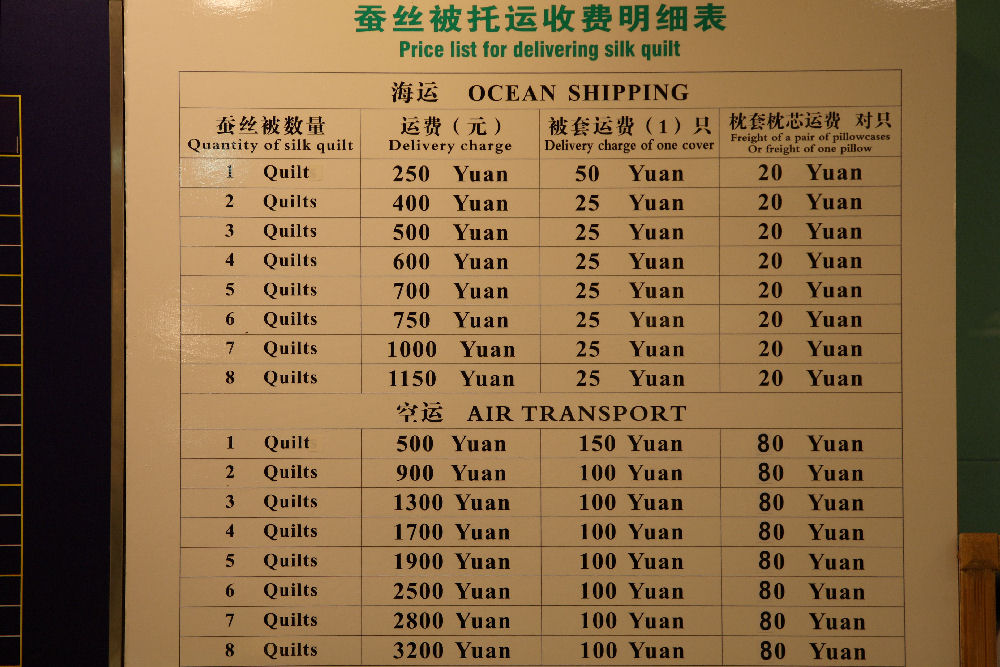 蚕丝被托运收费明细表
Price list for delivering silk quilt
海运 OCEAN SHIPPING
蚕丝被数量 运费（元） 被套运费（1）只 枕套枕芯运费 对只
Quantity of silk quilt Delivery charge Delivery charge of one cover Freight of a pair of pillowcases
Or freight of one pillow
1 Quilt 250 Yuan 50 Yuan 20 Yuan
2 Quilts 400 Yuan 25 Yuan 20 Yuan
3 Quilts 500 Yuan 25 Yuan 20 Yuan
4 Quilts 600 Yuan 25 Yuan 20 Yuan
5 Quilts 700 Yuan 25 Yuan 20 Yuan
6 Quilts 750 Yuan 25 Yuan 20 Yuan
7 Quilts 1000 Yuan 25 Yuan 20 Yuan
8 Quilts 1150 Yuan 25 Yuan 20 Yuan
空运 AIR TRANSPORT
1 Quilt 500 Yuan 150 Yuan 80 Yuan
2 Quilts 900 Yuan 100 Yuan 80 Yuan
3 Quilts 1300 Yuan 100 Yuan 80 Yuan
4 Quilts 1700 Yuan 100 Yuan 80 Yuan
5 Quilts 1900 Yuan 100 Yuan 80 Yuan
6 Quilts 2500 Yuan 100 Yuan 80 Yuan
7 Quilts 2800 Yuan 100 Yuan 80 Yuan
8 Quilts 3200 Yuan 100 Yuan 80 Yuan